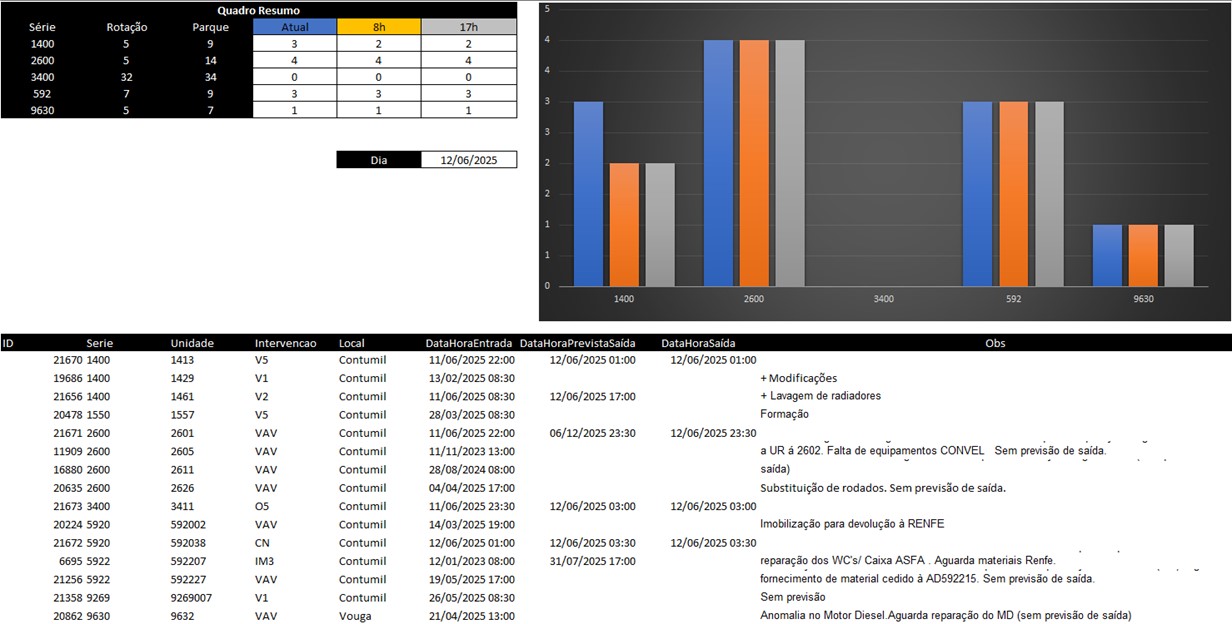 Quadro Resumo
Série Rotação Parque Atual 8h 17h
1400 5 9 3 2 2
2600 5 14 4 4 4
3400 32 34 0 0 0
592 7 9 3 3 3
9630 5 7 1 1 1
Dia 12/06/2025
5
4
4
3
3
2
2
1
1
0
1400 2600 3400 592 9630
ID Serie Unidade Intervencao Local DataHoraEntrada DataHoraPrevistaSaída DataHoraSaída Obs
21670 1400 1413 V5 Contumil 11/06/2025 22:00 12/06/2025 01:00 12/06/2025 01:00
19686 1400 1429 V1 Contumil 13/02/2025 08:30 + Modificações
21656 1400 1461 V2 Contumil 11/06/2025 08:30 12/06/2025 17:00 + Lavagem de radiadores
20478 1550 1557 V5 Contumil 28/03/2025 08:30 Formação
21671 2600 2601 VAV Contumil 11/06/2025 22:00 06/12/2025 23:30 12/06/2025 23:30
11909 2600 2605 VAV Contumil 11/11/2023 13:00 a UR á 2602. Falta de equipamentos CONVEL Sem previsão de saída.
16880 2600 2611 VAV Contumil 28/08/2024 08:00 saída)
20635 2600 2626 VAV Contumil 04/04/2025 17:00 Substituição de rodados. Sem previsão de saída.
21673 3400 3411 O5 Contumil 11/06/2025 23:30 12/06/2025 03:00 12/06/2025 03:00
20224 5920 592002 VAV Contumil 14/03/2025 19:00 Imobilização para devolução à RENFE
21672 5920 592038 CN Contumil 12/06/2025 01:00 12/06/2025 03:30 12/06/2025 03:30
6695 5922 592207 IM3 Contumil 12/01/2023 08:00 31/07/2025 17:00 reparação dos WC's/ Caixa ASFA . Aguarda materiais Renfe.
21256 5922 592227 VAV Contumil 19/05/2025 17:00 fornecimento de material cedido à AD592215. Sem previsão de saída.
21358 9269 9269007 V1 Contumil 26/05/2025 08:30 Sem previsão
20862 9630 9632 VAV Vouga 21/04/2025 13:00 Anomalia no Motor Diesel.Aguarda reparação do MD (sem previsão de saída)